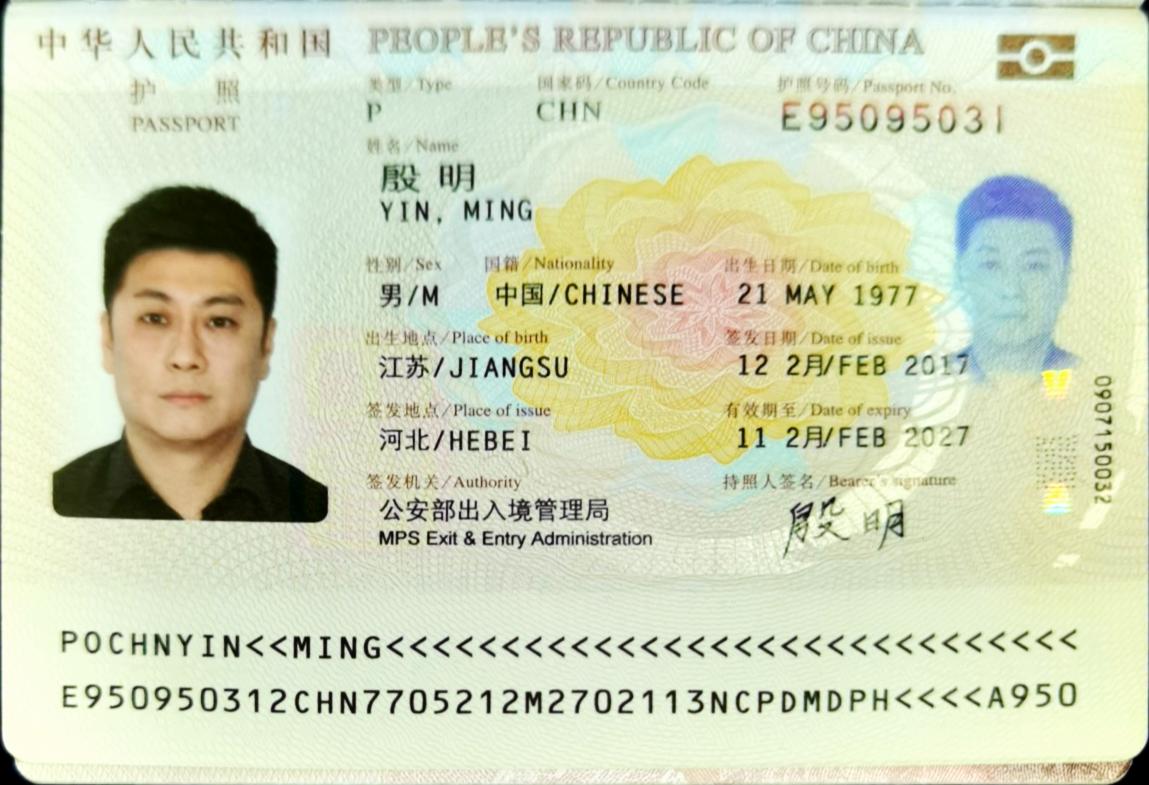 中华人民共和国 PEOPLE'S REPUBLIC OF CHINA
护 照
PASSPORT
类型/Type 国家码/Country Code 护照号码/Passport No.
P CHN E95095031
姓名/Name
殷 明
YIN, MING
性别/Sex 国籍/Nationality 出生日期/Date of birth
男/M 中国/CHINESE 21 MAY 1977
出生地点/Place of birth 签发日期/Date of issue
江苏/JIANGSU 12 2月/FEB 2017
签发地点/Place of issue 有效期至/Date of expiry
河北/HEBEI 11 2月/FEB 2027
签发机关/Authority 持照人签名/Bearer's signature
公安部出入境管理局
MPS Exit & Entry Administration
殷明
0907150032
POCHNYIN<<MING<<<<<<<<<<<<<<<<<<<<<<<<<<<<<<
E950950312CHN7705212M2702113NCPDMDPH<<<<A950